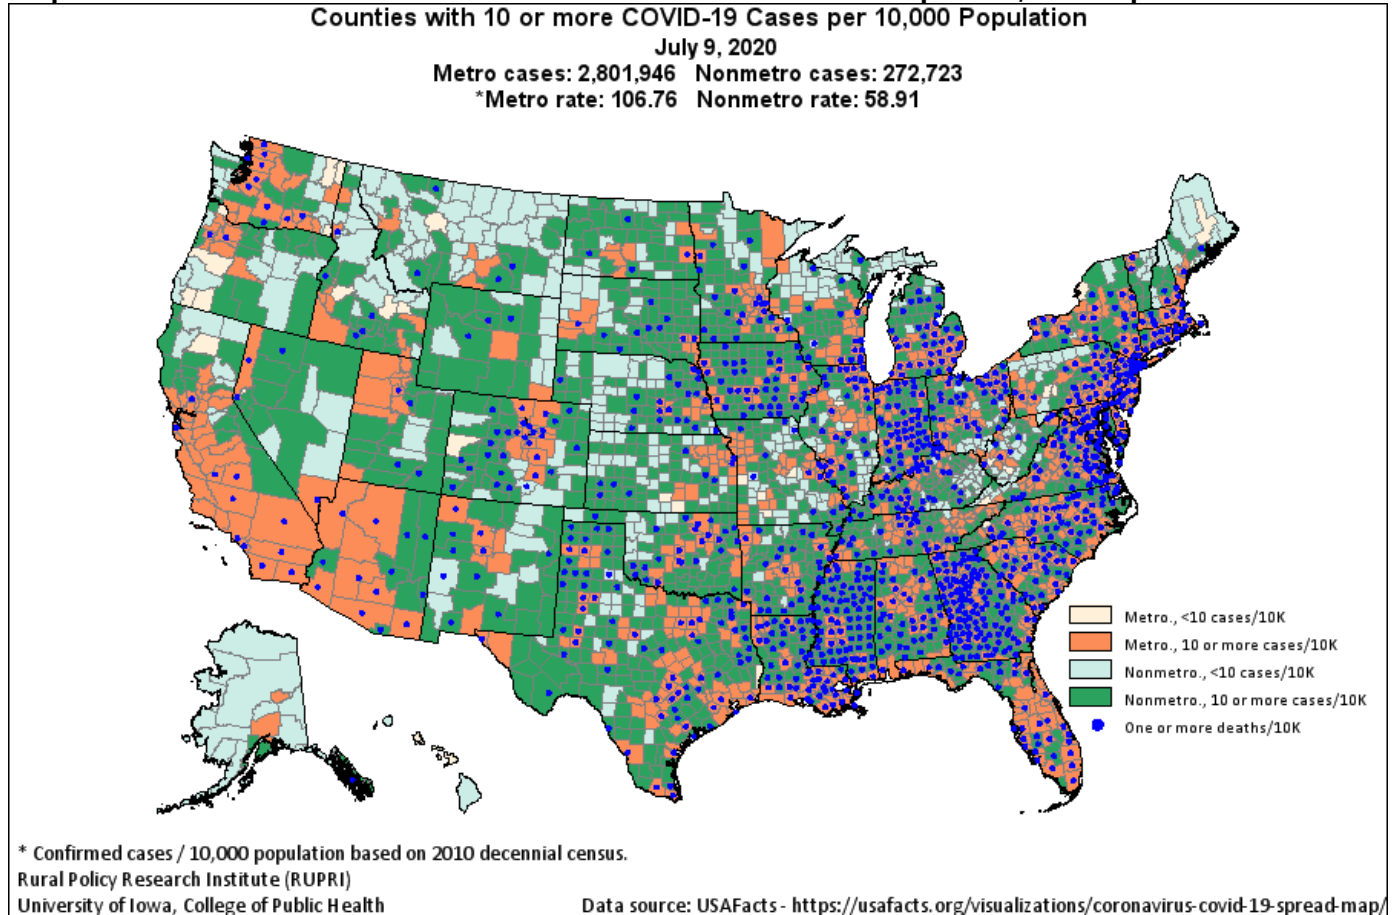 Counties with 10 or more COVID-19 Cases per 10,000 Population
July 9, 2020
Metro cases: 2,801,946   Nonmetro cases: 272,723
*Metro rate: 106.76   Nonmetro rate: 58.91
Metro., <10 cases/10K
Metro., 10 or more cases/10K
Nonmetro., <10 cases/10K
Nonmetro., 10 or more cases/10K
One or more deaths/10K
* Confirmed cases / 10,000 population based on 2010 decennial census.
Rural Policy Research Institute (RUPRI)
University of Iowa, College of Public Health
Data source: USAFacts - https://usafacts.org/visualizations/coronavirus-covid-19-spread-map/